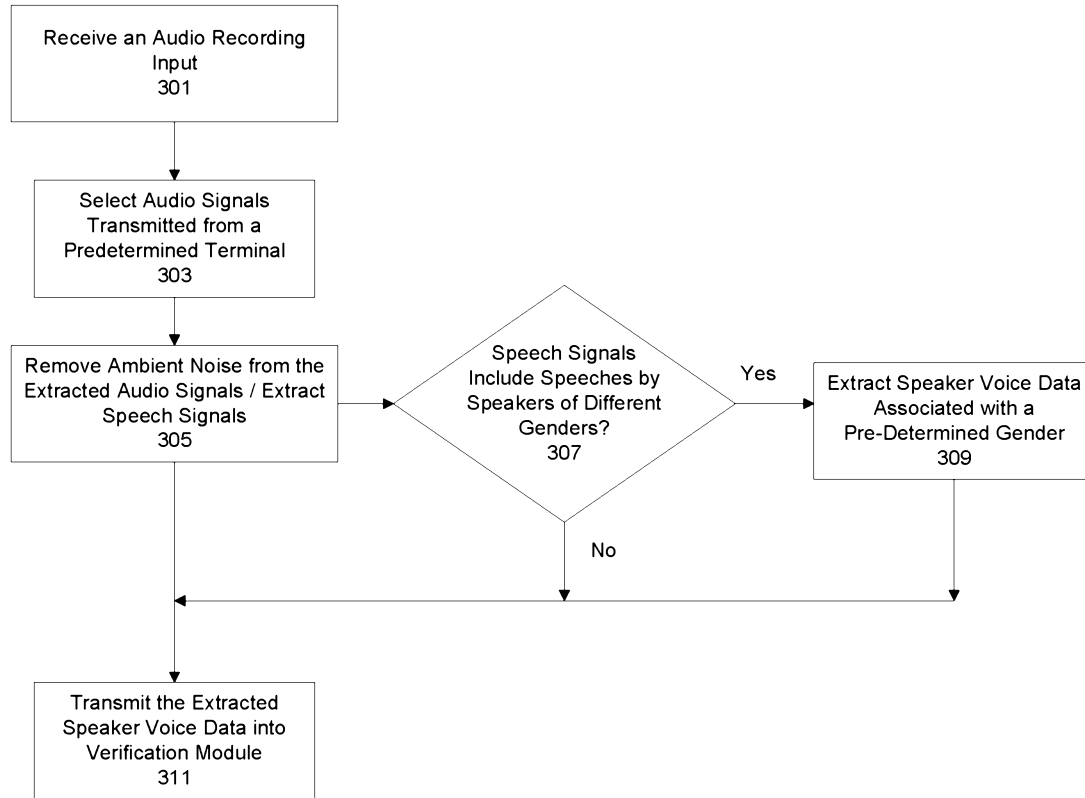 Receive an Audio Recording
Input
301
Select Audio Signals
Transmitted from a
Predetermined Terminal
303
Remove Ambient Noise from the
Extracted Audio Signals / Extract
Speech Signals
305
Speech Signals
Include Speeches by
Speakers of Different
Genders?
307
Yes
Extract Speaker Voice Data
Associated with a
Pre-Determined Gender
309
No
Transmit the Extracted
Speaker Voice Data into
Verification Module
311